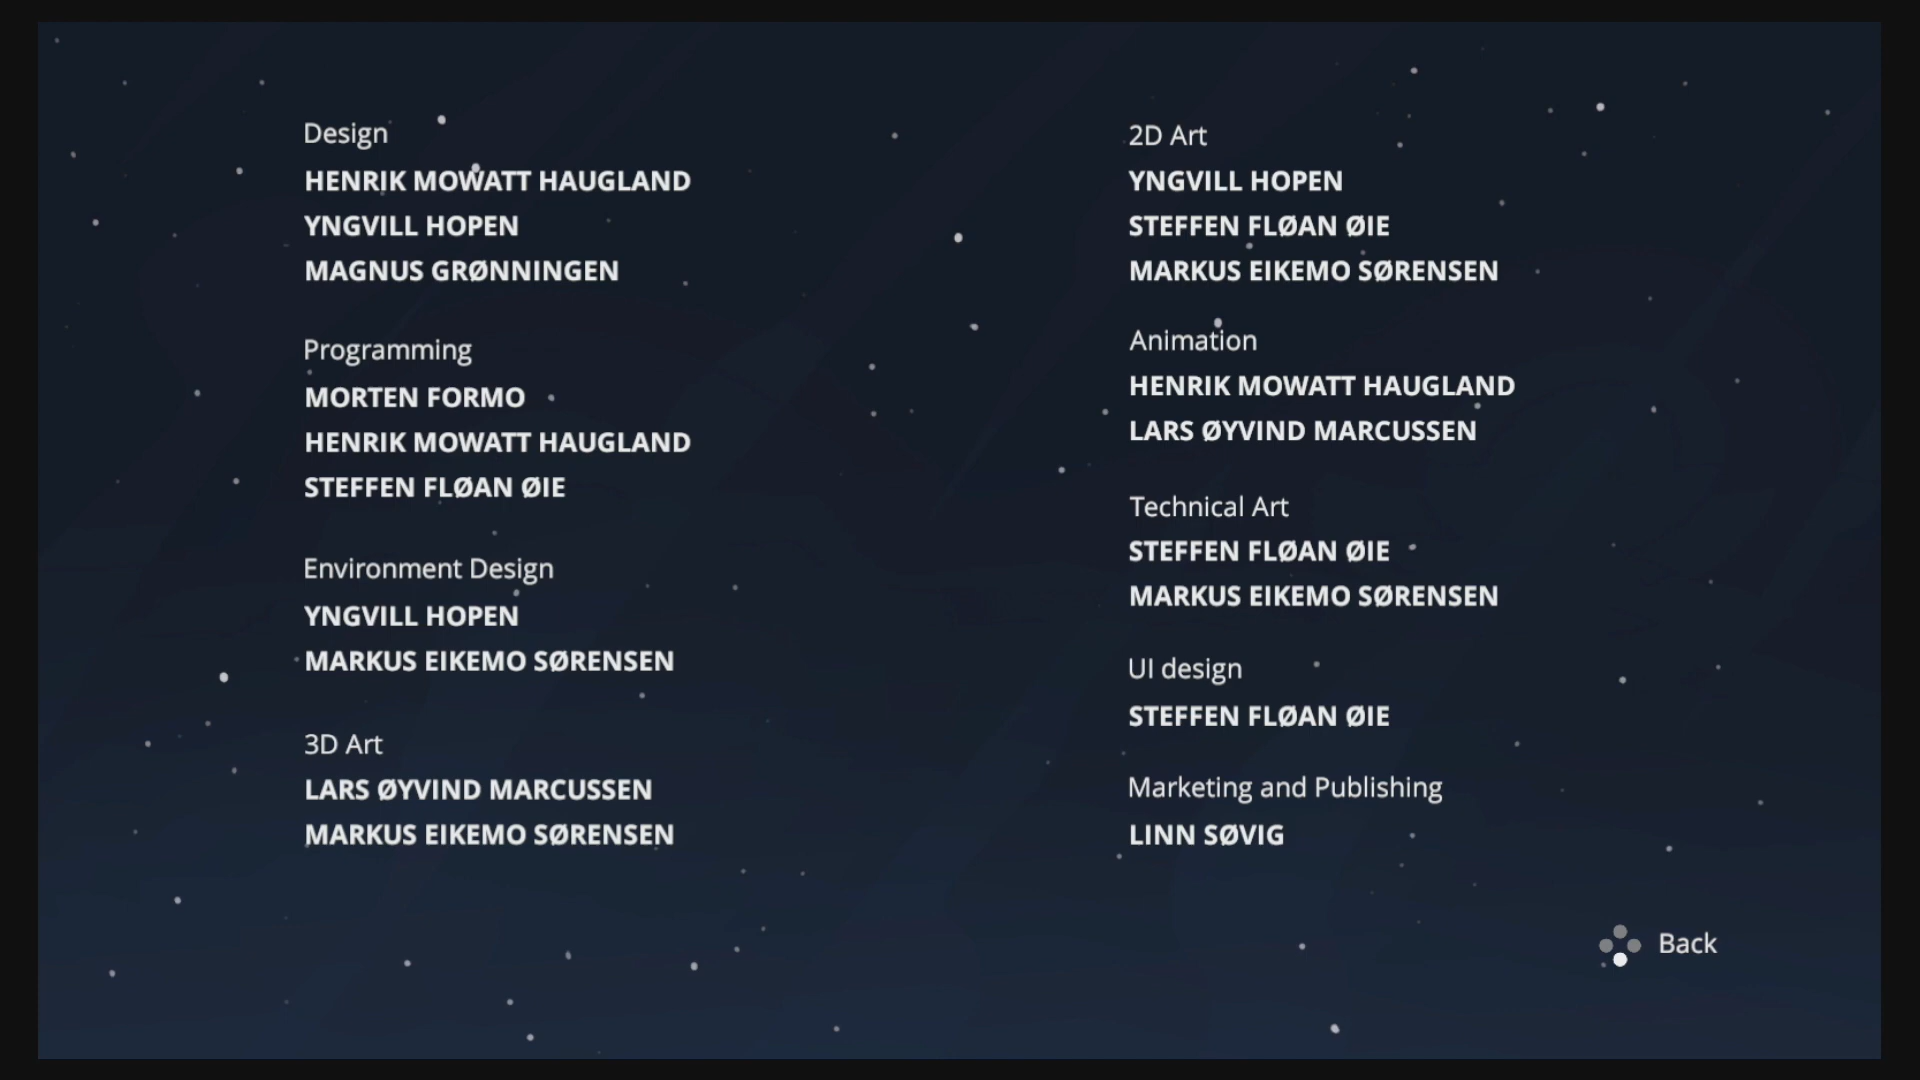 Design
HENRIK MOWATT HAUGLAND
YNGVILL HOPEN
MAGNUS GRØNNINGEN
Programming
MORTEN FORMO
HENRIK MOWATT HAUGLAND
STEFFEN FLØAN ØIE
Environment Design
YNGVILL HOPEN
MARKUS EIKEMO SØRENSEN
3D Art
LARS ØYVIND MARCUSSEN
MARKUS EIKEMO SØRENSEN
2D Art
YNGVILL HOPEN
STEFFEN FLØAN ØIE
MARKUS EIKEMO SØRENSEN
Animation
HENRIK MOWATT HAUGLAND
LARS ØYVIND MARCUSSEN
Technical Art
STEFFEN FLØAN ØIE
MARKUS EIKEMO SØRENSEN
UI design
STEFFEN FLØAN ØIE
Marketing and Publishing
LINN SØVIG
Back